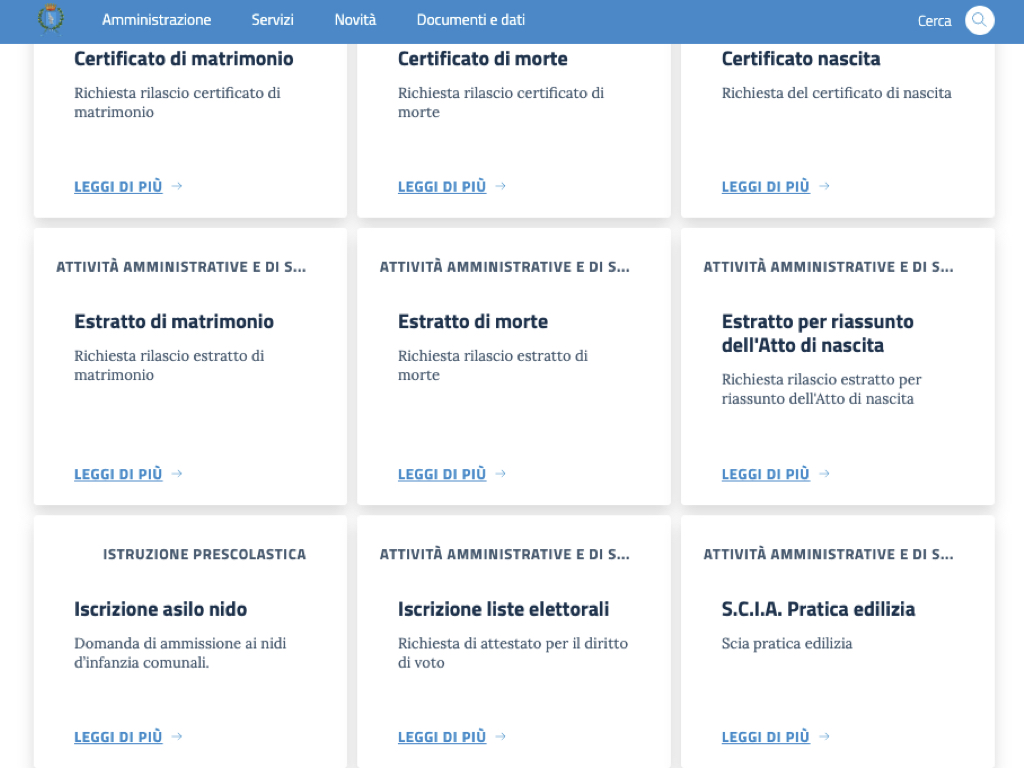 Amministrazione Servizi Novità Documenti e dati Cerca
Certificato di matrimonio
Richiesta rilascio certificato di
matrimonio
LEGGI DI PIÙ
Certificato di morte
Richiesta rilascio certificato di
morte
LEGGI DI PIÙ
Certificato nascita
Richiesta del certificato di nascita
LEGGI DI PIÙ
ATTIVITÀ AMMINISTRATIVE E DI S...
Estratto di matrimonio
Richiesta rilascio estratto di
matrimonio
LEGGI DI PIÙ
ATTIVITÀ AMMINISTRATIVE E DI S...
Estratto di morte
Richiesta rilascio estratto di
morte
LEGGI DI PIÙ
ATTIVITÀ AMMINISTRATIVE E DI S...
Estratto per riassunto
dell'Atto di nascita
Richiesta rilascio estratto per
riassunto dell'Atto di nascita
LEGGI DI PIÙ
ISTRUZIONE PRESCOLASTICA
Iscrizione asilo nido
Domanda di ammissione ai nidi
d'infanzia comunali.
LEGGI DI PIÙ
ATTIVITÀ AMMINISTRATIVE E DI S...
Iscrizione liste elettorali
Richiesta di attestato per il diritto
di voto
LEGGI DI PIÙ
ATTIVITÀ AMMINISTRATIVE E DI S...
S.C.I.A. Pratica edilizia
Scia pratica edilizia
LEGGI DI PIÙ